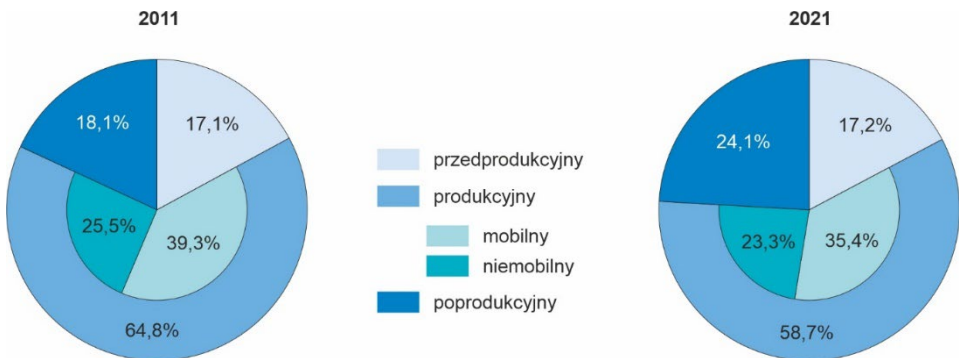 2011
18,1%
17,1%
25,5%
39,3%
64,8%
przedprodukcyjny
produkcyjny
mobilny
niemobilny
poprodukcyjny
2021
24,1%
17,2%
23,3%
35,4%
58,7%